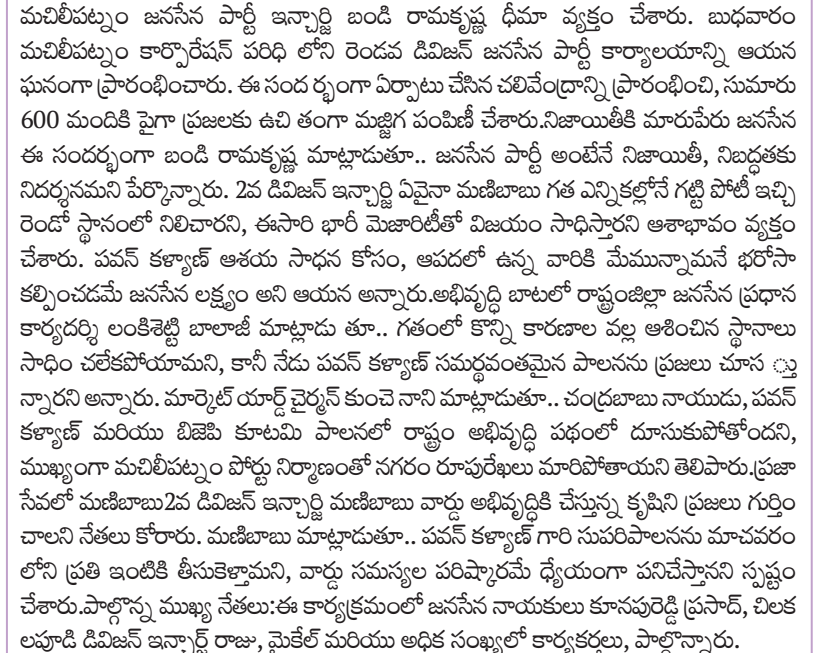 మచిలీపట్నం జనసేన పార్టీ ఇన్చార్జి బండి రామకృష్ణ ధీమా వ్యక్తం చేశారు. బుధవారం
మచిలీపట్నం కార్పొరేషన్ పరిధి లోని రెండవ డివిజన్ జనసేన పార్టీ కార్యాలయాన్ని ఆయన
ఘనంగా ప్రారంభించారు. ఈ సంద ర్భంగా ఏర్పాటు చేసిన చలివేంద్రాన్ని ప్రారంభించి, సుమారు
600 మందికి పైగా ప్రజలకు ఉచి తంగా మజ్జిగ పంపిణీ చేశారు.నిజాయితీకి మారుపేరు జనసేన
ఈ సందర్భంగా బండి రామకృష్ణ మాట్లాడుతూ.. జనసేన పార్టీ అంటేనే నిజాయితీ, నిబద్ధతకు
నిదర్శనమని పేర్కొన్నారు. 2వ డివిజన్ ఇన్చార్జి ఏవైనా మణిబాబు గత ఎన్నికల్లోనే గట్టి పోటీ ఇచ్చి
రెండో స్థానంలో నిలిచారని, ఈసారి భారీ మెజారిటీతో విజయం సాధిస్తారని ఆశాభావం వ్యక్తం
చేశారు. పవన్ కళ్యాణ్ ఆశయ సాధన కోసం, ఆపదలో ఉన్న వారికి మేమున్నామనే భరోసా
కల్పించడమే జనసేన లక్ష్యం అని ఆయన అన్నారు.అభివృద్ధి బాటలో రాష్ట్రంజిల్లా జనసేన ప్రధాన
కార్యదర్శి లంకిశెట్టి బాలాజీ మాట్లాడు తూ.. గతంలో కొన్ని కారణాల వల్ల ఆశించిన స్థానాలు
సాధిం చలేకపోయామని, కానీ నేడు పవన్ కళ్యాణ్ సమర్థవంతమైన పాలనను ప్రజలు చూస ్తు
న్నారని అన్నారు. మార్కెట్ యార్డ్ చైర్మన్ కుంచె నాని మాట్లాడుతూ.. చంద్రబాబు నాయుడు, పవన్
కళ్యాణ్ మరియు బిజెపి కూటమి పాలనలో రాష్ట్రం అభివృద్ధి పథంలో దూసుకుపోతోందని,
ముఖ్యంగా మచిలీపట్నం పోర్టు నిర్మాణంతో నగరం రూపురేఖలు మారిపోతాయని తెలిపారు.ప్రజా
సేవలో మణిబాబు2వ డివిజన్ ఇన్చార్జి మణిబాబు వార్డు అభివృద్ధికి చేస్తున్న కృషిని ప్రజలు గుర్తిం
చాలని నేతలు కోరారు. మణిబాబు మాట్లాడుతూ.. పవన్ కళ్యాణ్ గారి సుపరిపాలనను మాచవరం
లోని ప్రతి ఇంటికి తీసుకెళ్తామని, వార్డు సమస్యల పరిష్కారమే ధ్యేయంగా పనిచేస్తానని స్పష్టం
చేశారు.పాల్గొన్న ముఖ్య నేతలు:ఈ కార్యక్రమంలో జనసేన నాయకులు కూనపురెడ్డి ప్రసాద్, చిలక
లపూడి డివిజన్ ఇన్చార్జ్ రాజు, మైకేల్ మరియు అధిక సంఖ్యలో కార్యకర్తలు, పాల్గొన్నారు.